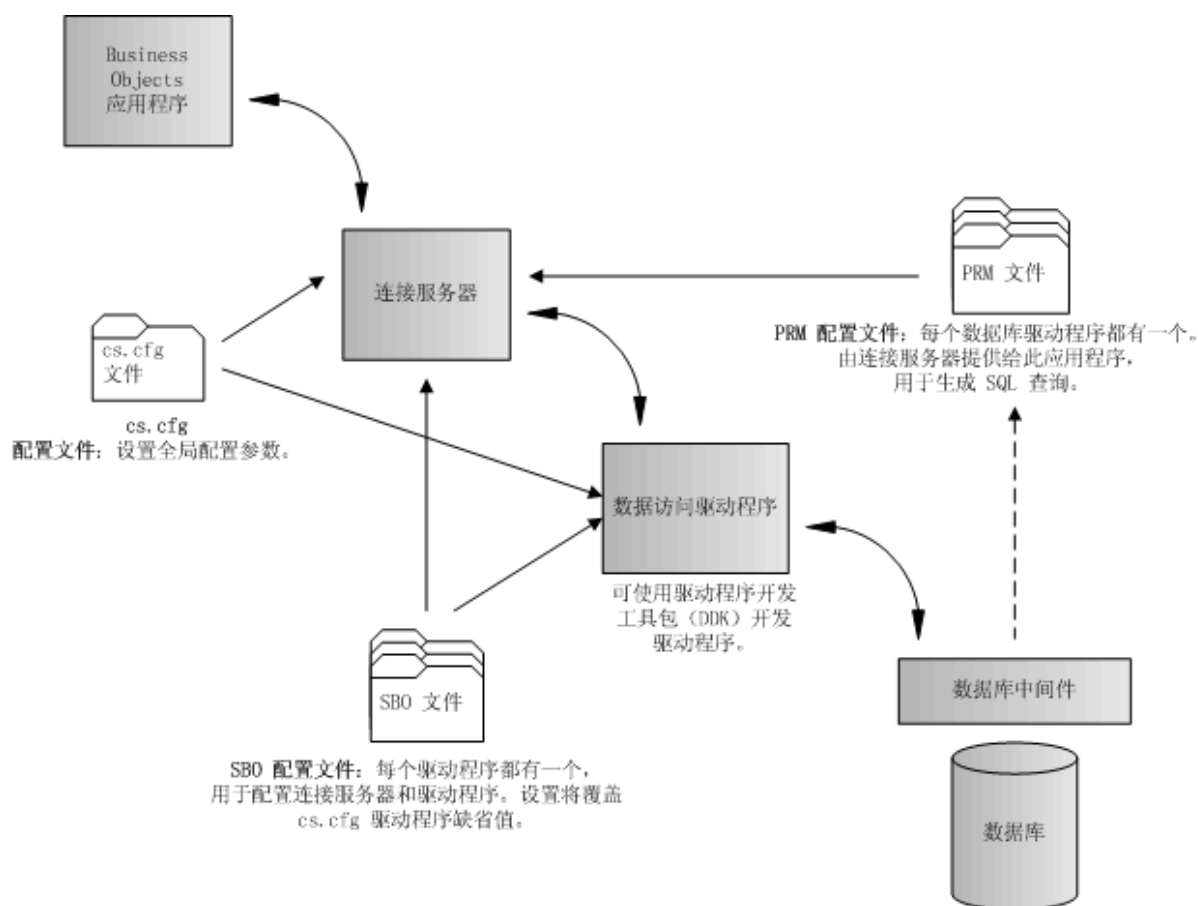 Business
Objects
应用程序
连接服务器
PRM 文件
PRM 配置文件：每个数据库驱动程序都有一个。
由连接服务器提供给此应用程序，
用于生成 SQL 查询。
cs.cfg
文件
cs.cfg
配置文件：设置全局配置参数。
数据访问驱动程序
可使用驱动程序开发
工具包（DDK）开发
驱动程序。
SBO 文件
SBO 配置文件：每个驱动程序都有一个，
用于配置连接服务器和驱动程序。设置将覆盖
cs.cfg 驱动程序缺省值。
数据库中间件
数据库